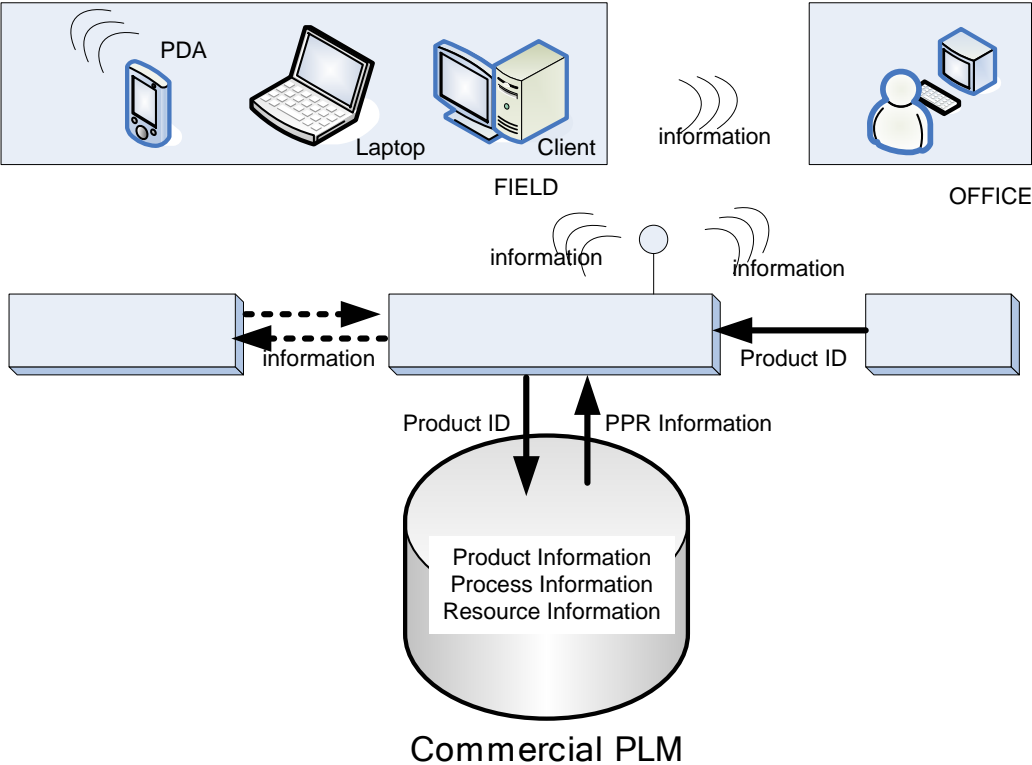 PDA
Laptop
Client
information
FIELD
OFFICE
information
information
information
Product ID
Product ID
PPR Information
Product Information
Process Information
Resource Information
Commercial PLM